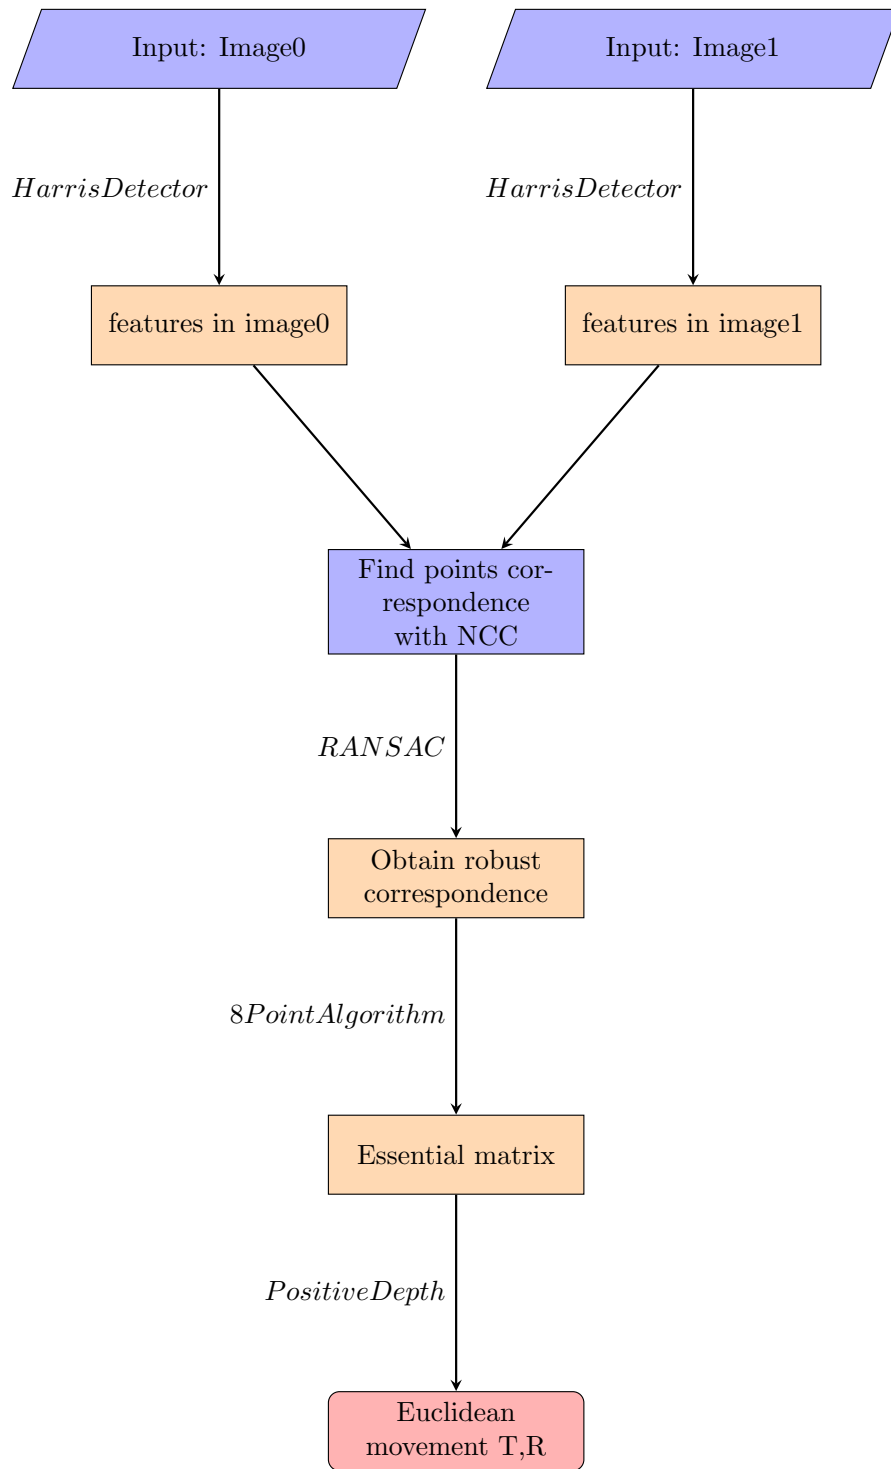 Input: Image0
Input: Image1
HarrisDetector
HarrisDetector
features in image0
features in image1
Find points cor-
respondence
with NCC
RANSAC
Obtain robust
correspondence
8PointAlgorithm
Essential matrix
PositiveDepth
Euclidean
movement T,R